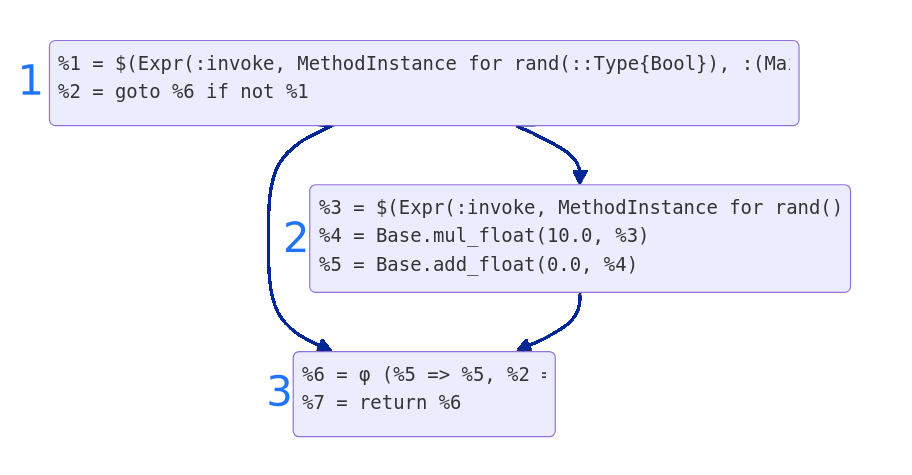 1
%1 = $(Expr(:invoke, MethodInstance for rand(::Type{Bool}), :(Ma
%2 = goto %6 if not %1
2
%3 = $(Expr(:invoke, MethodInstance for rand()
%4 = Base.mul_float(10.0, %3)
%5 = Base.add_float(0.0, %4)
3
%6 = φ (%5 => %5, %2 =
%7 = return %6